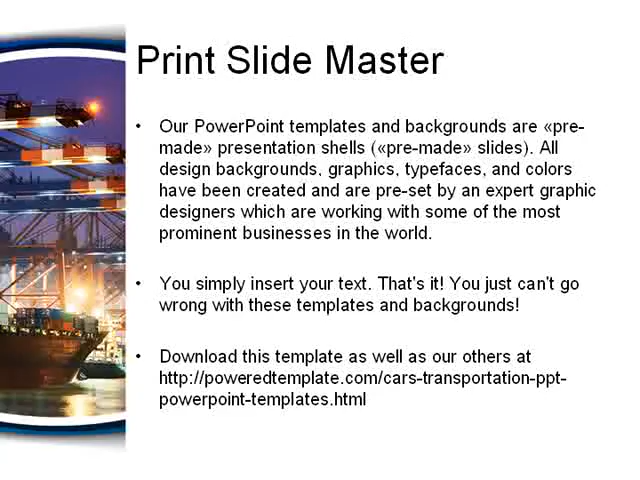 Print Slide Master
• Our PowerPoint templates and backgrounds are «pre-
made» presentation shells («pre-made» slides). All
design backgrounds, graphics, typefaces, and colors
have been created and are pre-set by an expert graphic
designers which are working with some of the most
prominent businesses in the world.
• You simply insert your text. That's it! You just can't go
wrong with these templates and backgrounds!
• Download this template as well as our others at
http://poweredtemplate.com/cars-transportation-ppt-
powerpoint-templates.html